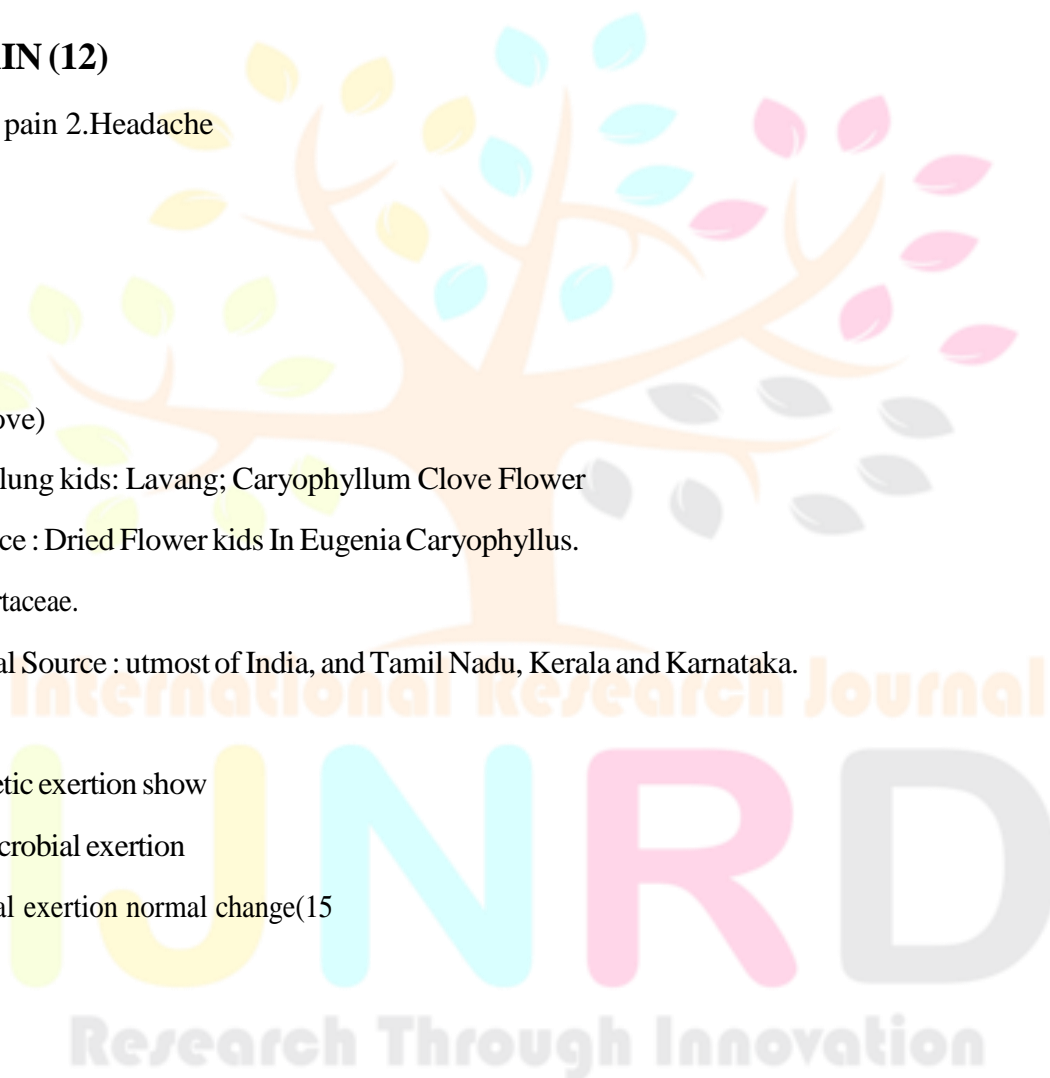 IN (12)
pain 2.Headache
ove)
lung kids: Lavang; Caryophyllum Clove Flower
ce : Dried Flower kids In Eugenia Caryophyllus.
rtaceae.
al Source : utmost of India, and Tamil Nadu, Kerala and Karnataka.
International Research Journal
etic exertion show
crobial exertion
al exertion normal change(15
IJNRD
Research Through Innovation